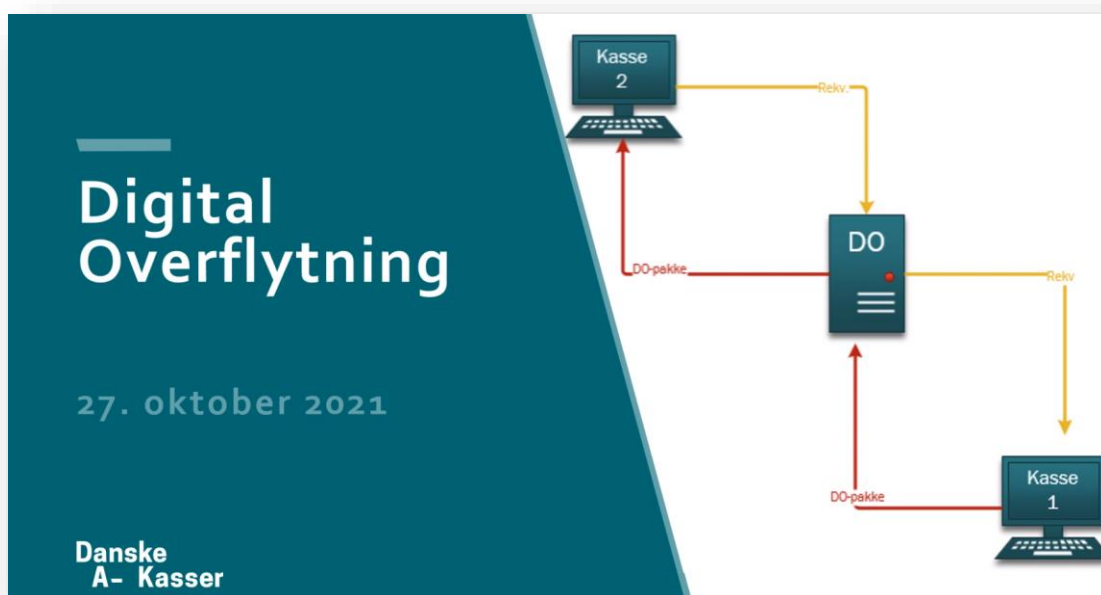 Digital
Overflytning
27. oktober 2021
Danske
A- Kasser
Kasse
2
Rekv.
DO
DO-pakke
Rekv
DO-pakke
Kasse
1